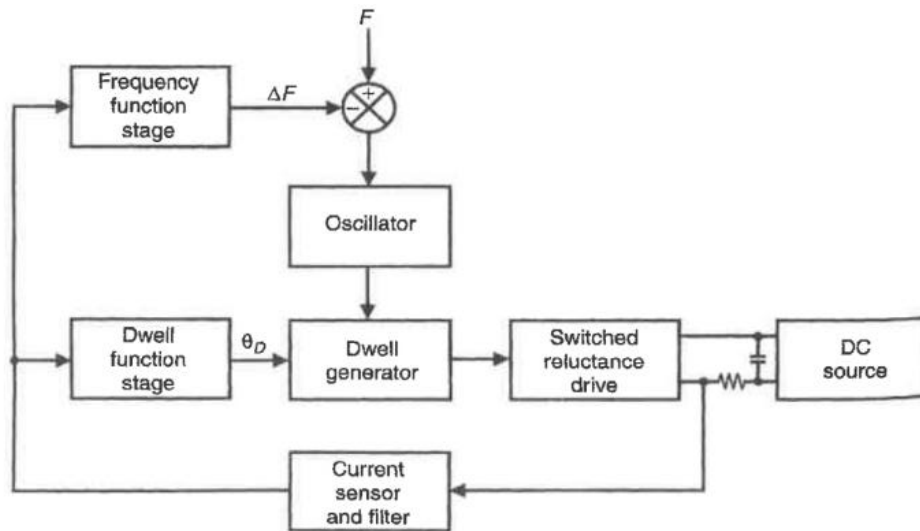 F
Frequency
function
stage
ΔF
+
−
Oscillator
Dwell
function
stage
θD
Dwell
generator
Switched
reluctance
drive
DC
source
Current
sensor
and filter